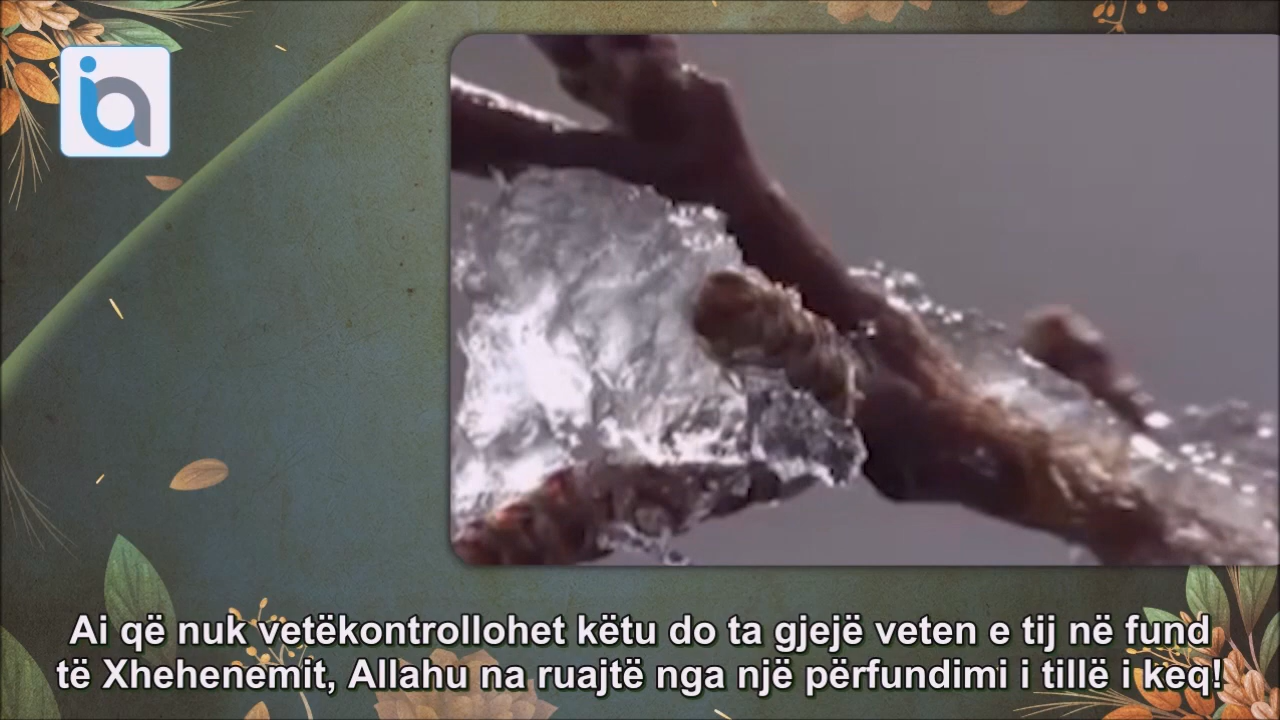 Ai që nuk vetëkontrollohet këtu do ta gjejë veten e tij në fund
të Xhehenemit, Allahu na ruajtë nga një përfundimi i tillë i keq!